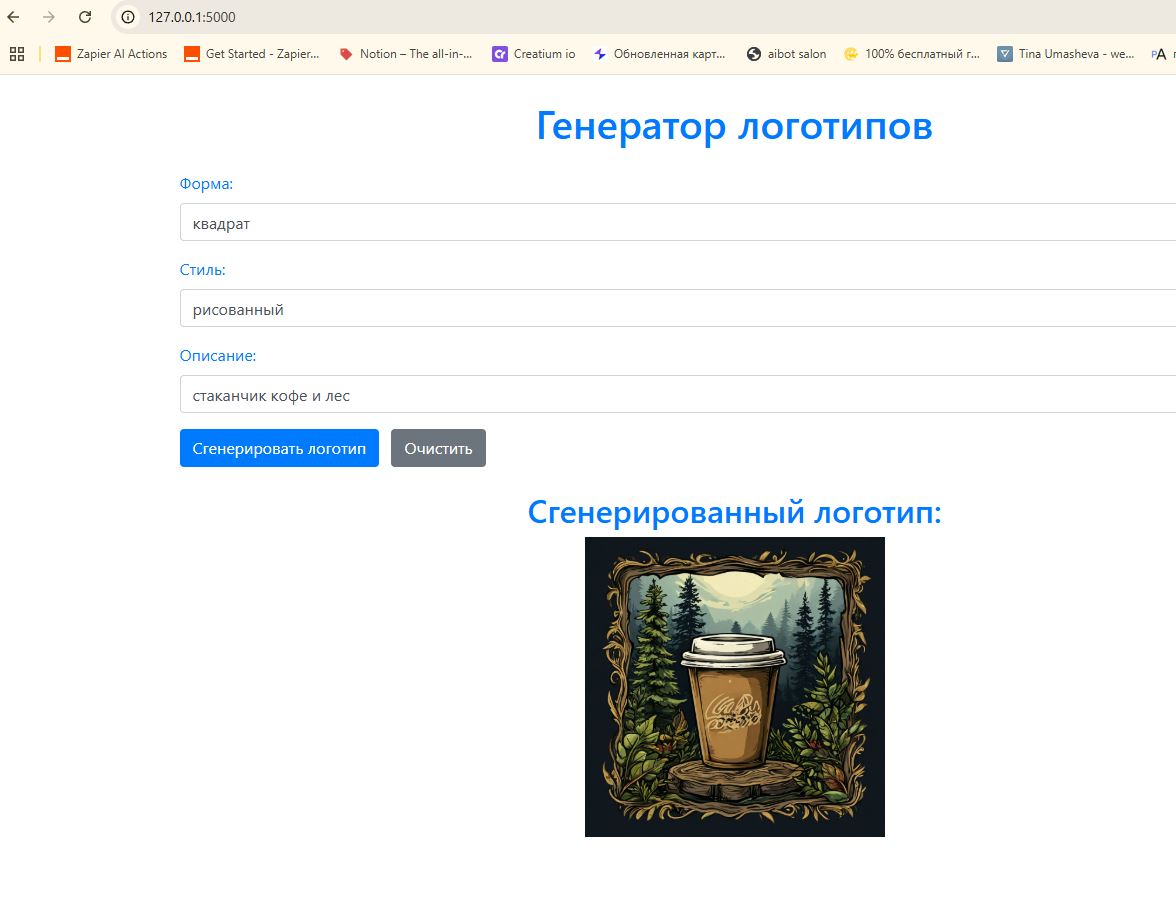 127.0.0.1:5000
Zapier AI Actions Get Started - Zapier... Notion – The all-in-... Creatium io Обновленная карт... aibot salon 100% бесплатный г... Tina Umasheva - we...
Генератор логотипов
Форма:
квадрат
Стиль:
рисованный
Описание:
стаканчик кофе и лес
Сгенерировать логотип Очистить
Сгенерированный логотип: